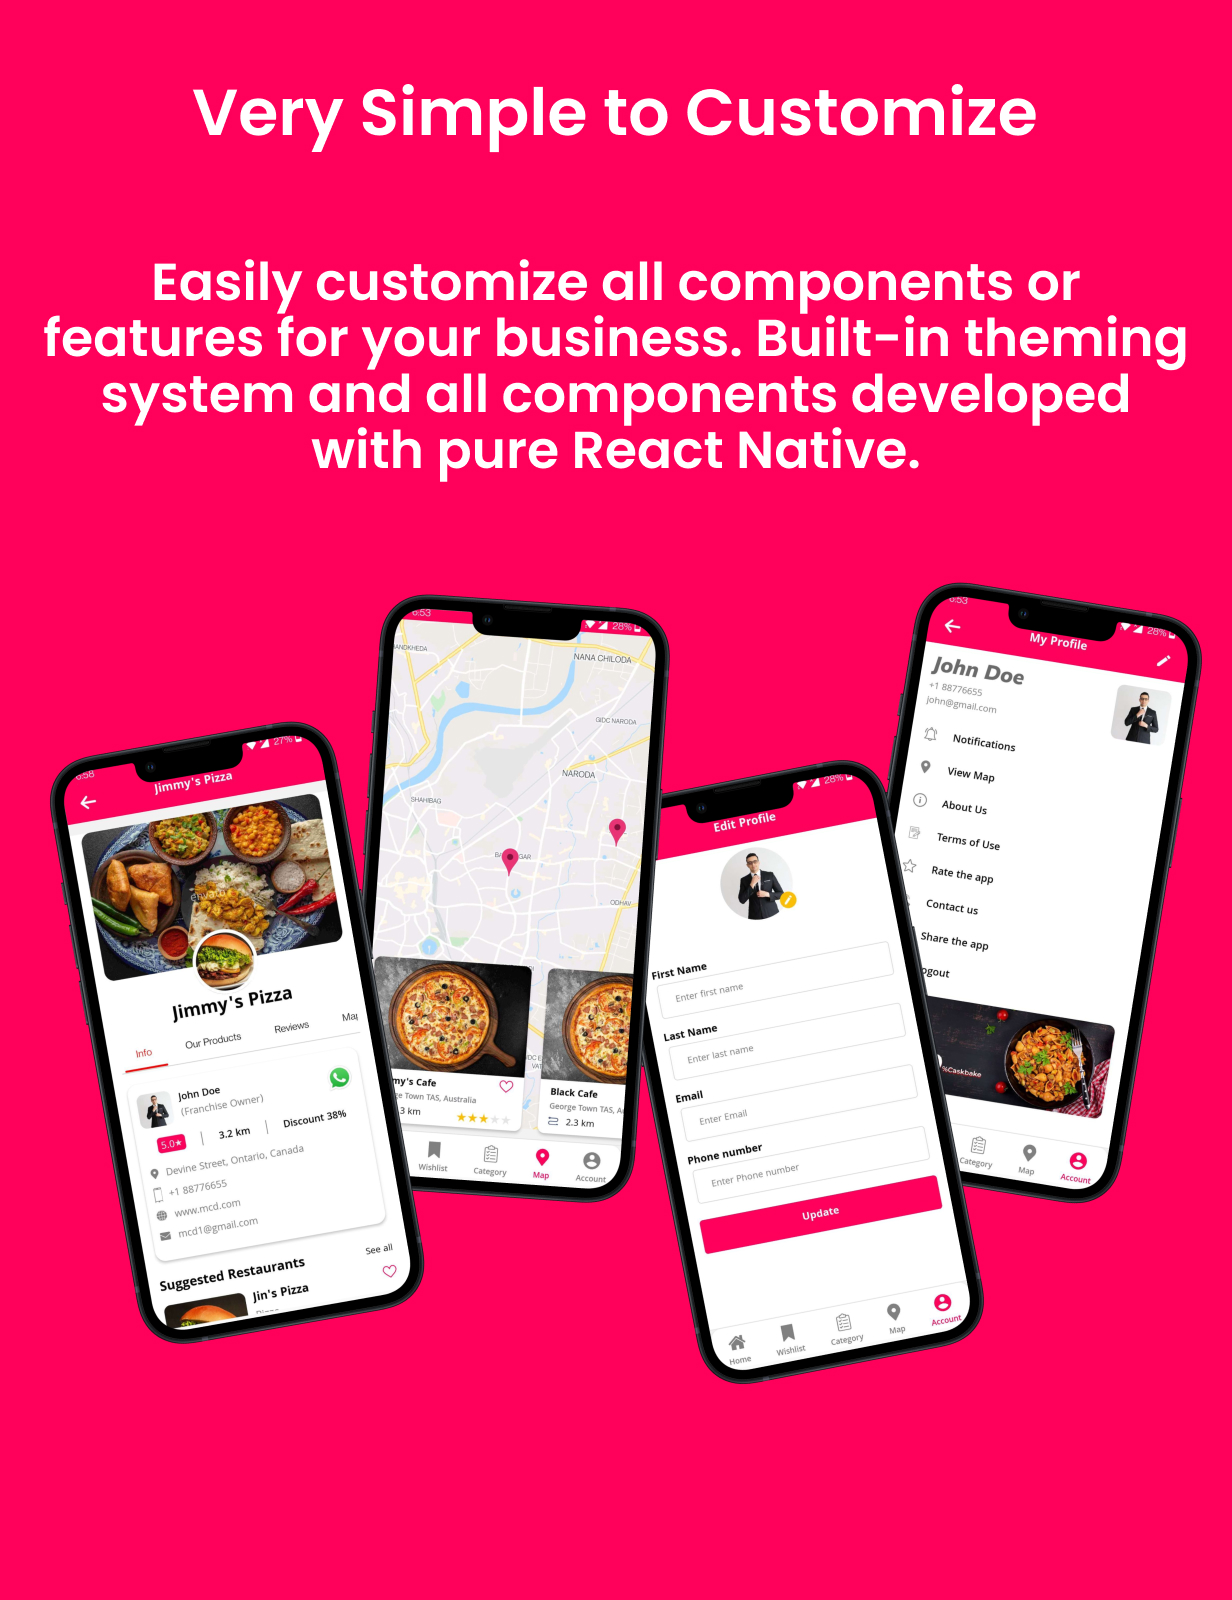 Very Simple to Customize
Easily customize all components or
features for your business. Built-in theming
system and all components developed
with pure React Native.
6:58
27%
Jimmy's Pizza
Jimmy's Pizza
Info
Our Products
Reviews
Map
John Doe
(Franchise Owner)
5.0★
3.2 km
Discount 38%
Devine Street, Ontario, Canada
+1 88776655
www.mcd.com
mcd1@gmail.com
Suggested Restaurants
See all
Jin's Pizza
6:53
28%
NANA CHILODA
GIDC NARODA
NARODA
SHAHIBAG
ODHAV
my's Cafe
ge Town TAS, Australia
3 km
Black Cafe
George Town TAS, A
2.3 km
Wishlist
Category
Map
Account
28%
Edit Profile
First Name
Enter first name
Last Name
Enter last name
Email
Enter Email
Phone number
Enter Phone number
Update
Home
Wishlist
Category
Map
Account
6:53
28%
My Profile
John Doe
+1 88776655
john@gmail.com
Notifications
View Map
About Us
Terms of Use
Rate the app
Contact us
Share the app
ogout
%Caskbake
Category
Map
Account